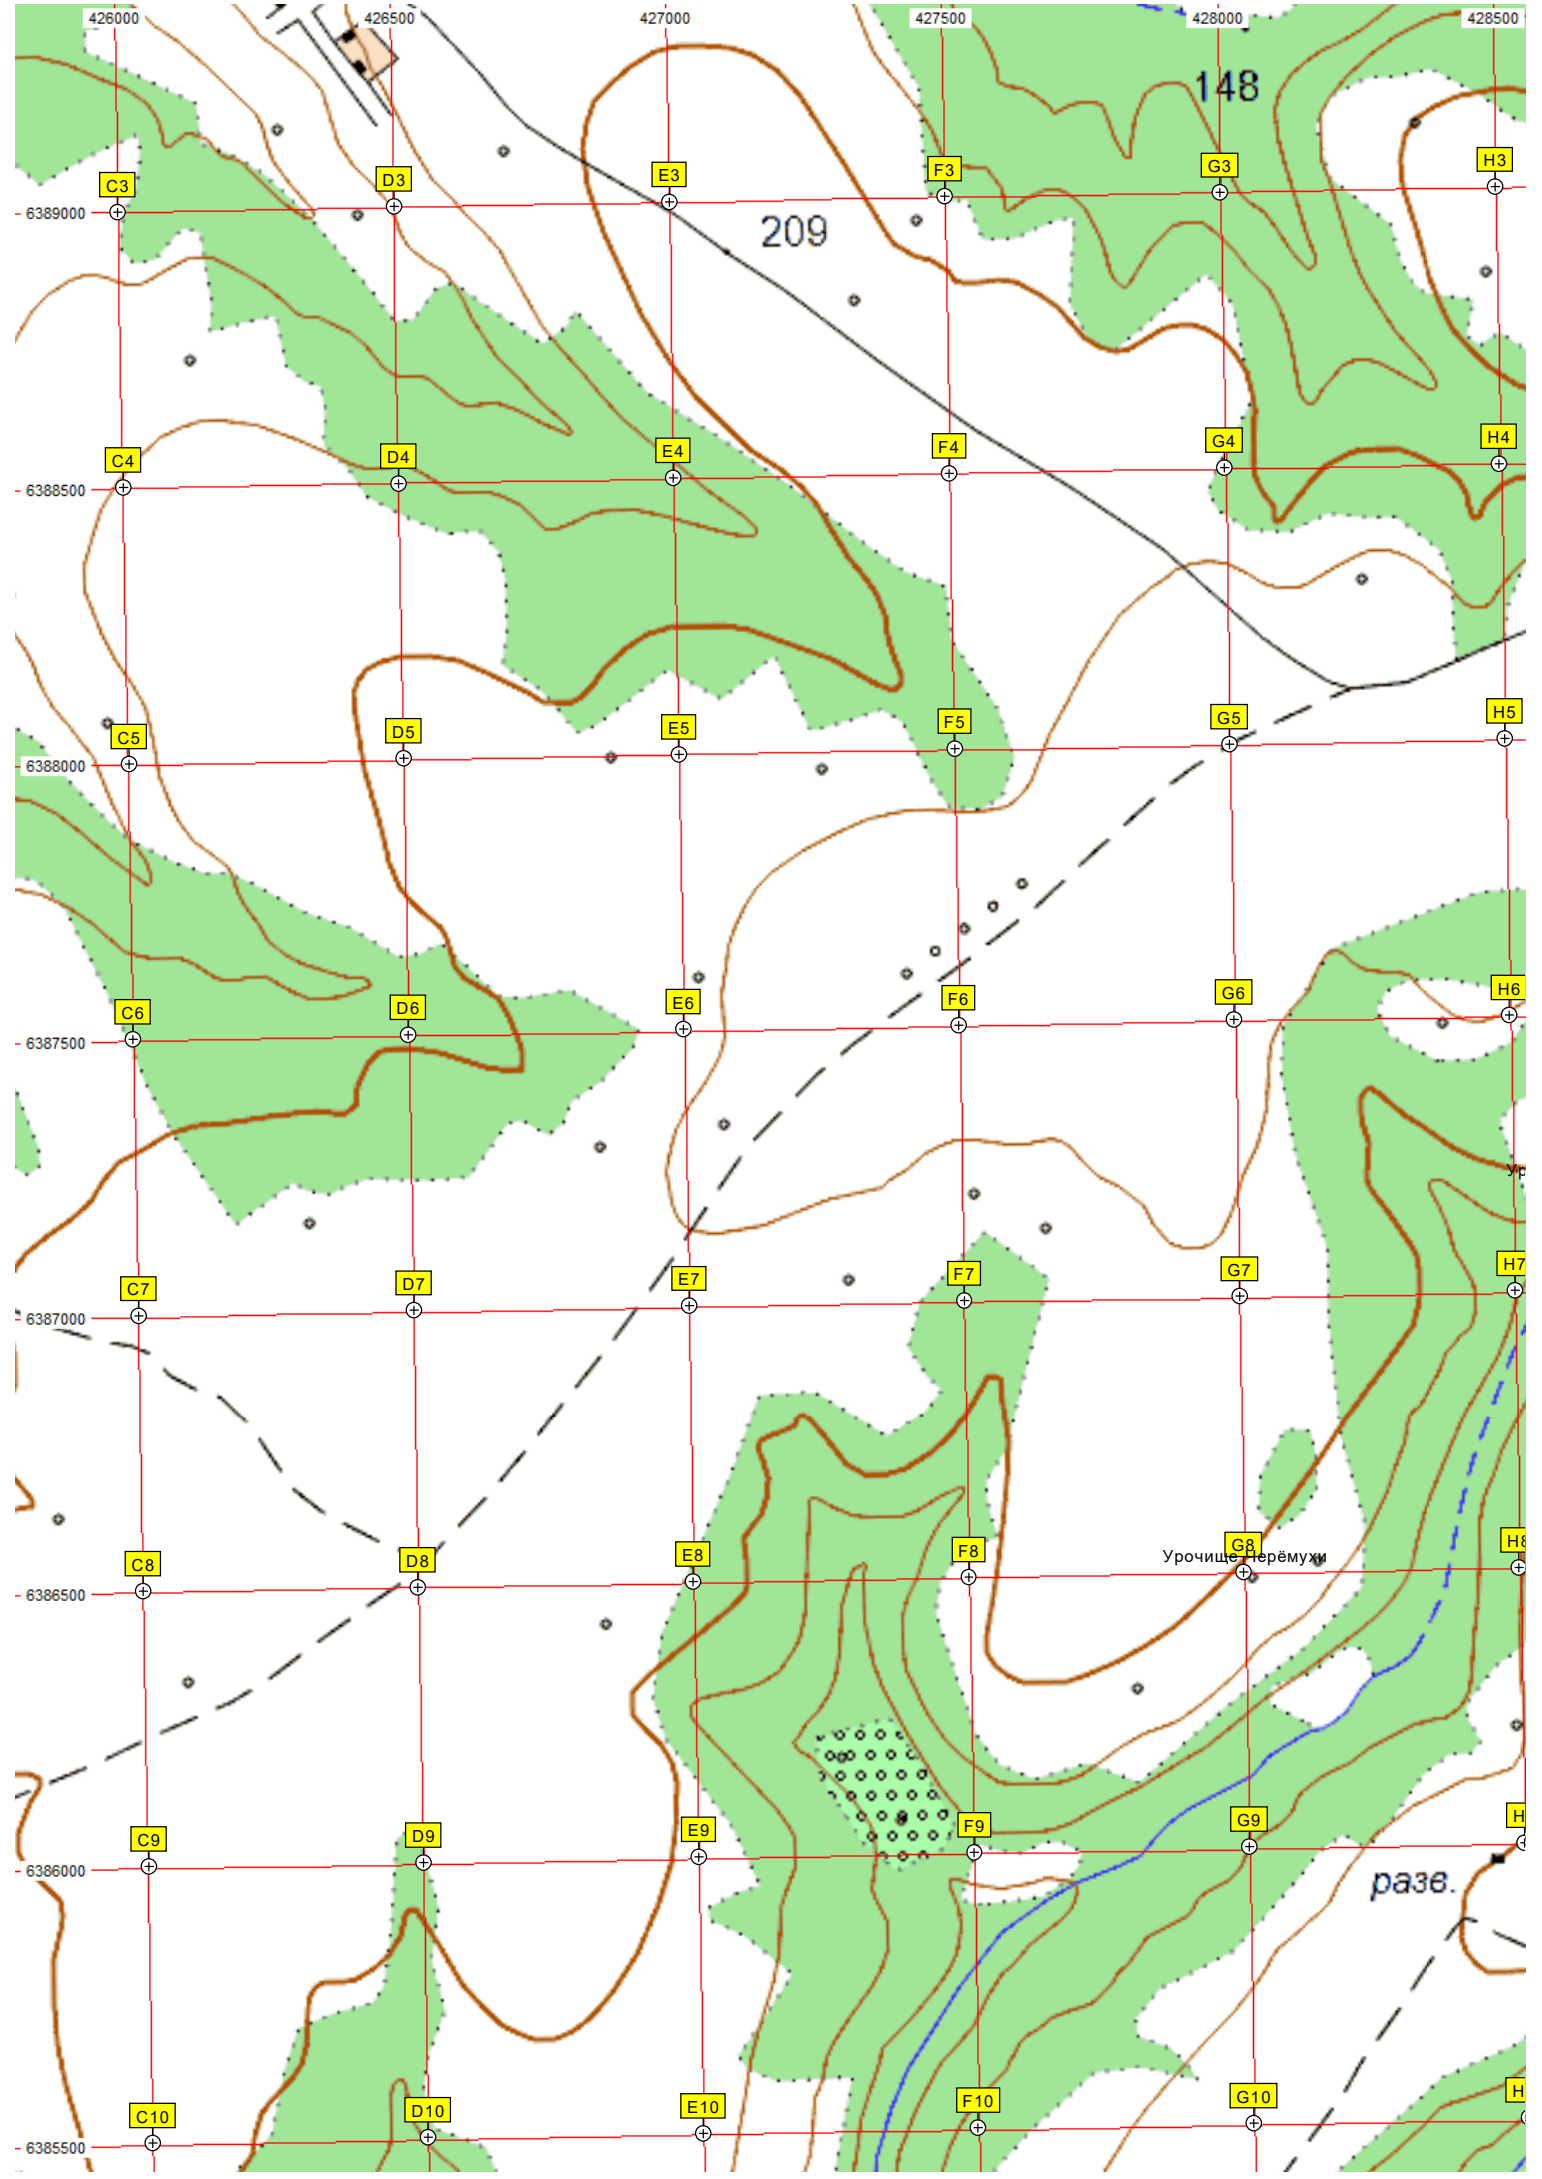 426000 426500 427000 427500 428000 428500
148
C3 D3 E3 F3 G3 H3
6389000
209
C4 D4 E4 F4 G4 H4
6388500
C5 D5 E5 F5 G5 H5
6388000
C6 D6 E6 F6 G6 H6
6387500
Ур
C7 D7 E7 F7 G7 H7
6387000
C8 D8 E8 F8 G8 H8
Урочище Черёмухи
6386500
C9 D9 E9 F9 G9 H
6386000
разв.
C10 D10 E10 F10 G10 H
6385500